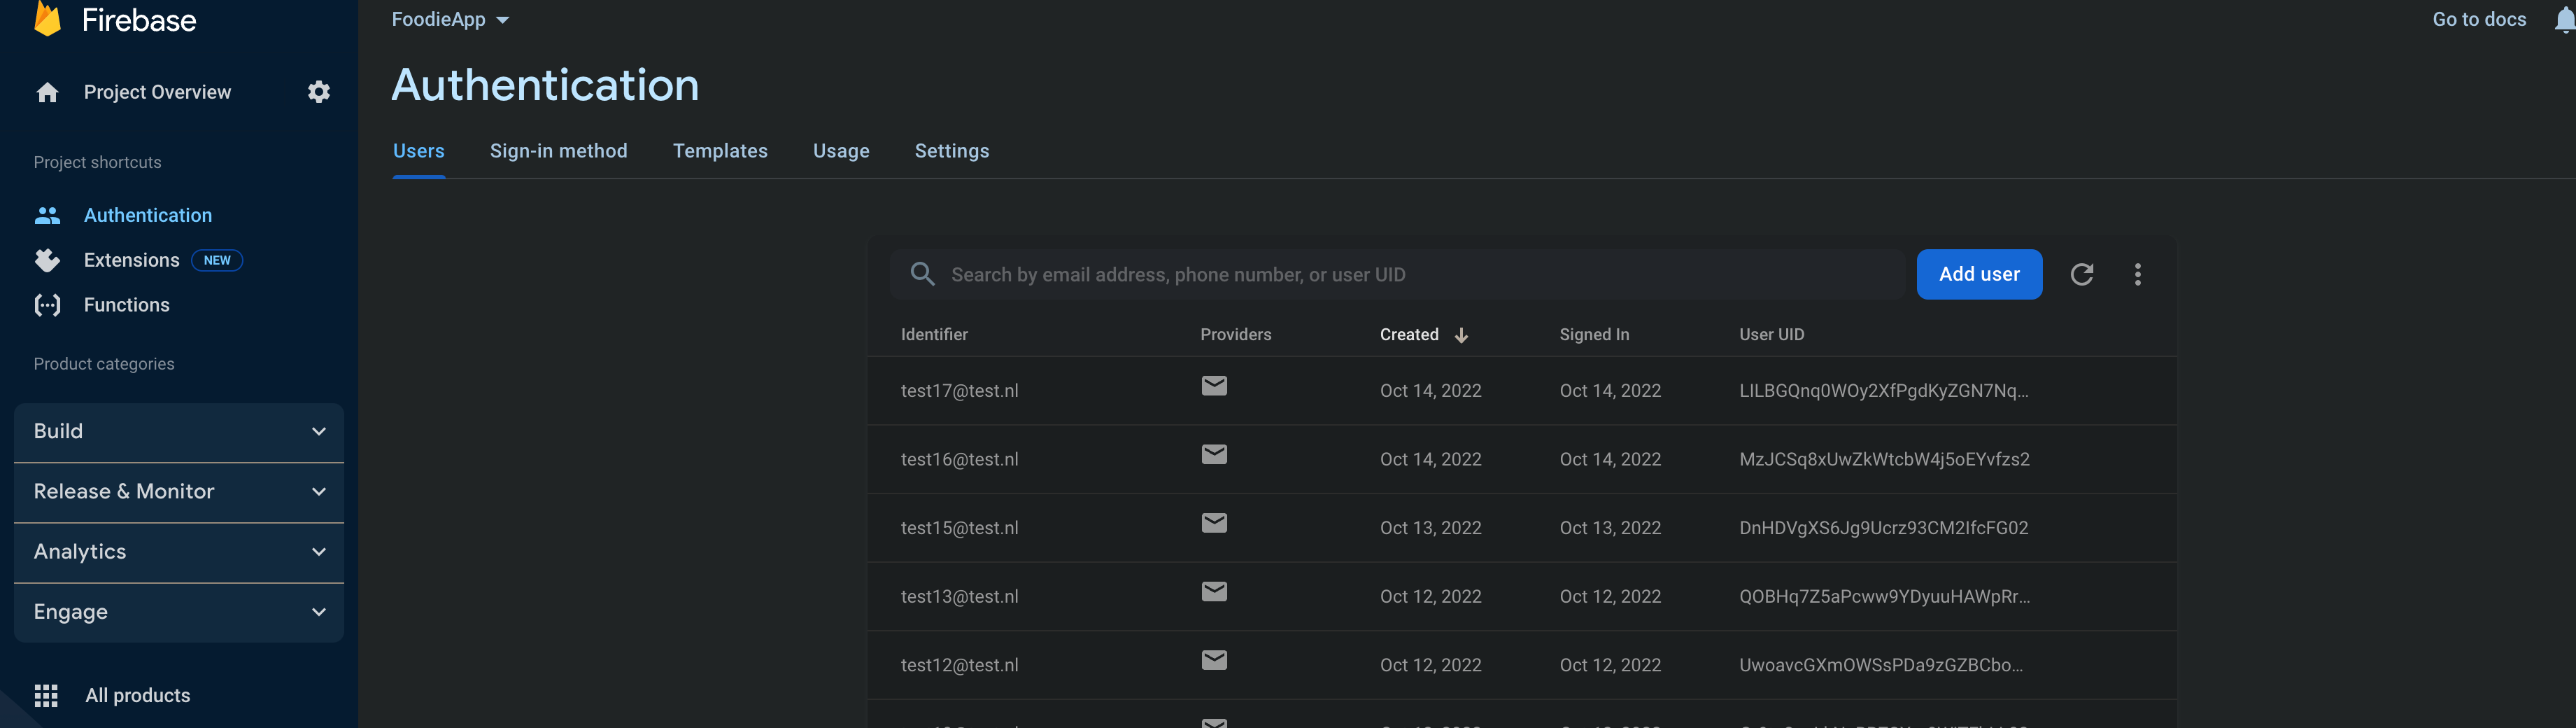 Firebase
Project Overview
Project shortcuts
Authentication
Extensions NEW
Functions
Product categories
Build
Release & Monitor
Analytics
Engage
All products
FoodieApp
Go to docs
Authentication
Users Sign-in method Templates Usage Settings
Search by email address, phone number, or user UID
Add user
Identifier Providers Created Signed In User UID
test17@test.nl Oct 14, 2022 Oct 14, 2022 LILBGQnq0WOy2XfPgdKyZGN7Nq...
test16@test.nl Oct 14, 2022 Oct 14, 2022 MzJCSq8xUwZkWtcbW4j5oEYvfzs2
test15@test.nl Oct 13, 2022 Oct 13, 2022 DnHDVgXS6Jg9Ucrz93CM2IfcFG02
test13@test.nl Oct 12, 2022 Oct 12, 2022 QOBHq7Z5aPcww9YDyuuHAWpRr...
test12@test.nl Oct 12, 2022 Oct 12, 2022 UwoavcGXmOWSsPDa9zGZBCbo...